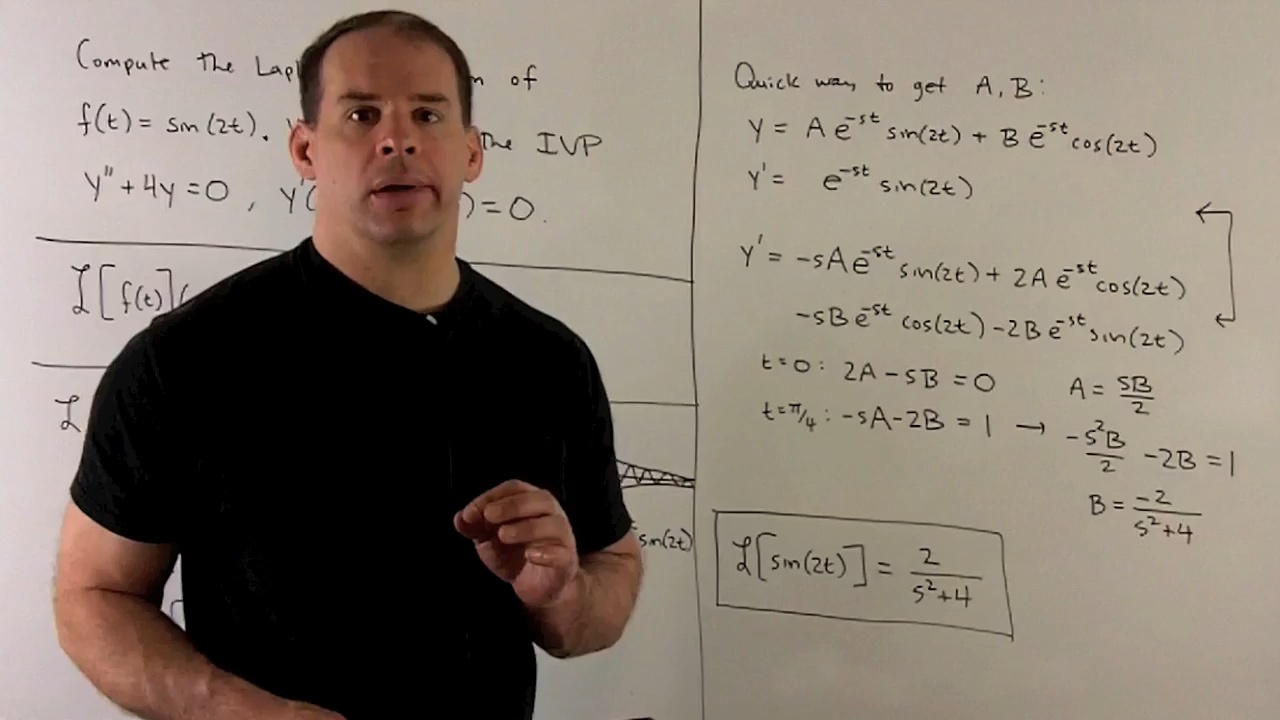 Compute the of
f(t) = sin(2t). the IVP
y'' + 4y = 0, y'( ) = 0.
ℒ[f(t)](
ℒ
sin(2t)
Quick way to get A, B:
y = A e^{-st} sin(2t) + B e^{-st} cos(2t)
y' = e^{-st} sin(2t)
y' = -sA e^{-st} sin(2t) + 2A e^{-st} cos(2t)
-sB e^{-st} cos(2t) - 2B e^{-st} sin(2t)
t=0: 2A - sB = 0 A = sB/2
t=π/4: -sA - 2B = 1 → -s²B/2 - 2B = 1
B = -2/(s²+4)
ℒ[sin(2t)] = 2/(s²+4)